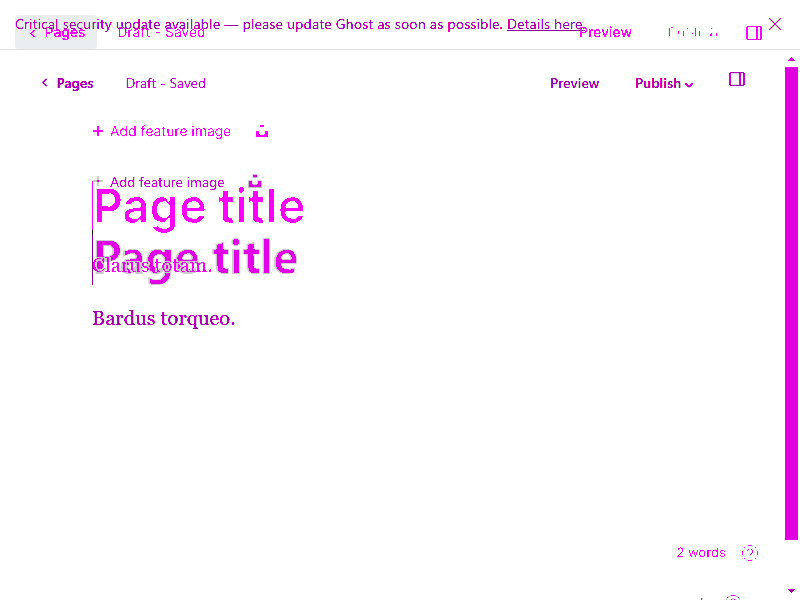 Critical security update available — please update Ghost as soon as possible. Details here.
Pages Draft - Saved Preview Publish
Pages Draft - Saved Preview Publish
+ Add feature image
+ Add feature image
Page title
Page title
Clarus totam.
Bardus torqueo.
2 words ?